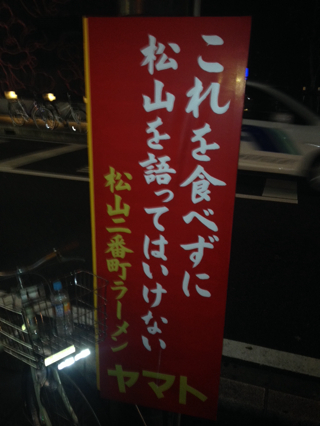 これを食べずに
松山を語ってはいけない
松山二番町ラーメン
ヤマト